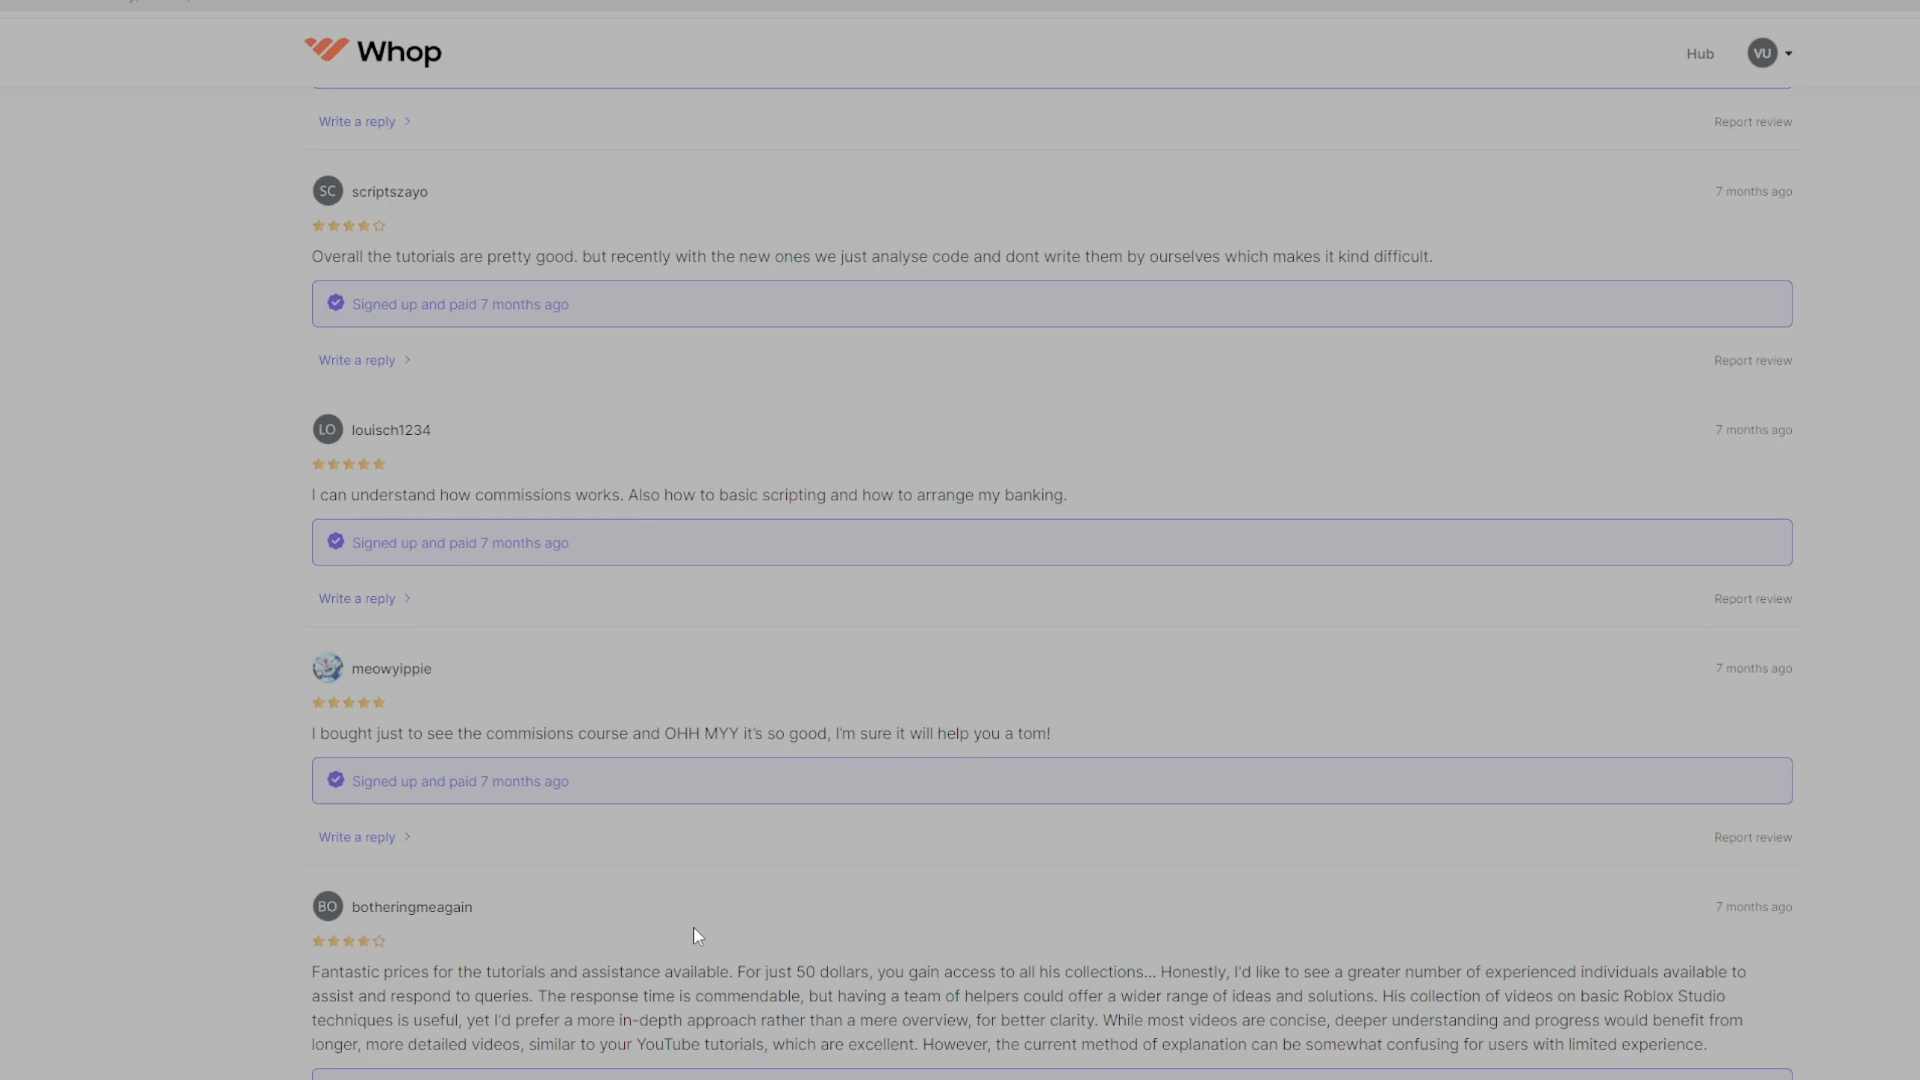 Whop
Hub
VU
Write a reply
Report review
SC
scriptszayo
7 months ago
Overall the tutorials are pretty good. but recently with the new ones we just analyse code and dont write them by ourselves which makes it kind difficult.
Signed up and paid 7 months ago
Write a reply
Report review
LO
louisch1234
7 months ago
I can understand how commissions works. Also how to basic scripting and how to arrange my banking.
Signed up and paid 7 months ago
Write a reply
Report review
meowyippie
7 months ago
I bought just to see the commisions course and OHH MYY it's so good, I'm sure it will help you a tom!
Signed up and paid 7 months ago
Write a reply
Report review
BO
botheringmeagain
7 months ago
Fantastic prices for the tutorials and assistance available. For just 50 dollars, you gain access to all his collections... Honestly, I'd like to see a greater number of experienced individuals available to
assist and respond to queries. The response time is commendable, but having a team of helpers could offer a wider range of ideas and solutions. His collection of videos on basic Roblox Studio
techniques is useful, yet I'd prefer a more in-depth approach rather than a mere overview, for better clarity. While most videos are concise, deeper understanding and progress would benefit from
longer, more detailed videos, similar to your YouTube tutorials, which are excellent. However, the current method of explanation can be somewhat confusing for users with limited experience.